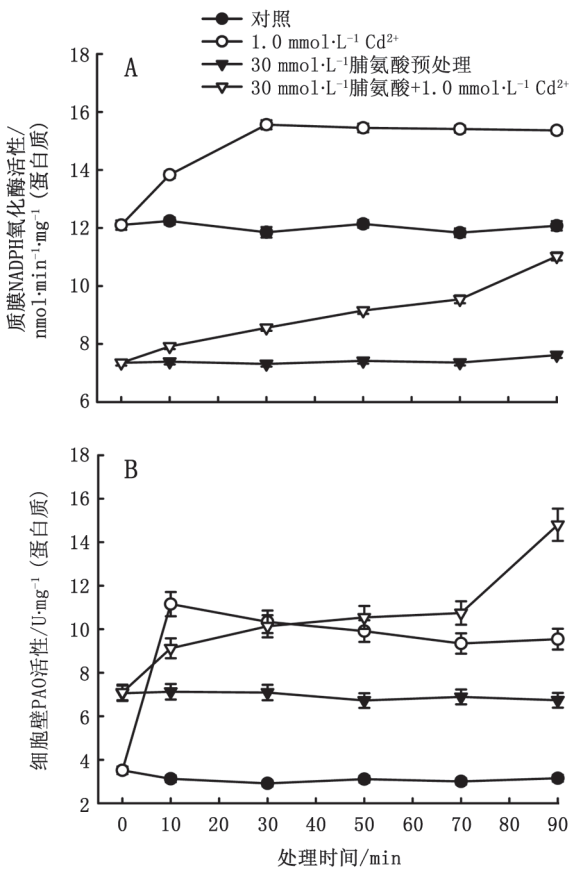 对照
1.0 mmol·L⁻¹ Cd²⁺
30 mmol·L⁻¹脯氨酸预处理
30 mmol·L⁻¹脯氨酸+1.0 mmol·L⁻¹ Cd²⁺
A
质膜NADPH氧化酶活性/
nmol·min⁻¹·mg⁻¹ (蛋白质)
18
16
14
12
10
8
6
B
细胞壁PAO活性/U·mg⁻¹ (蛋白质)
18
16
14
12
10
8
6
4
2
0 10 30 50 70 90
处理时间/min